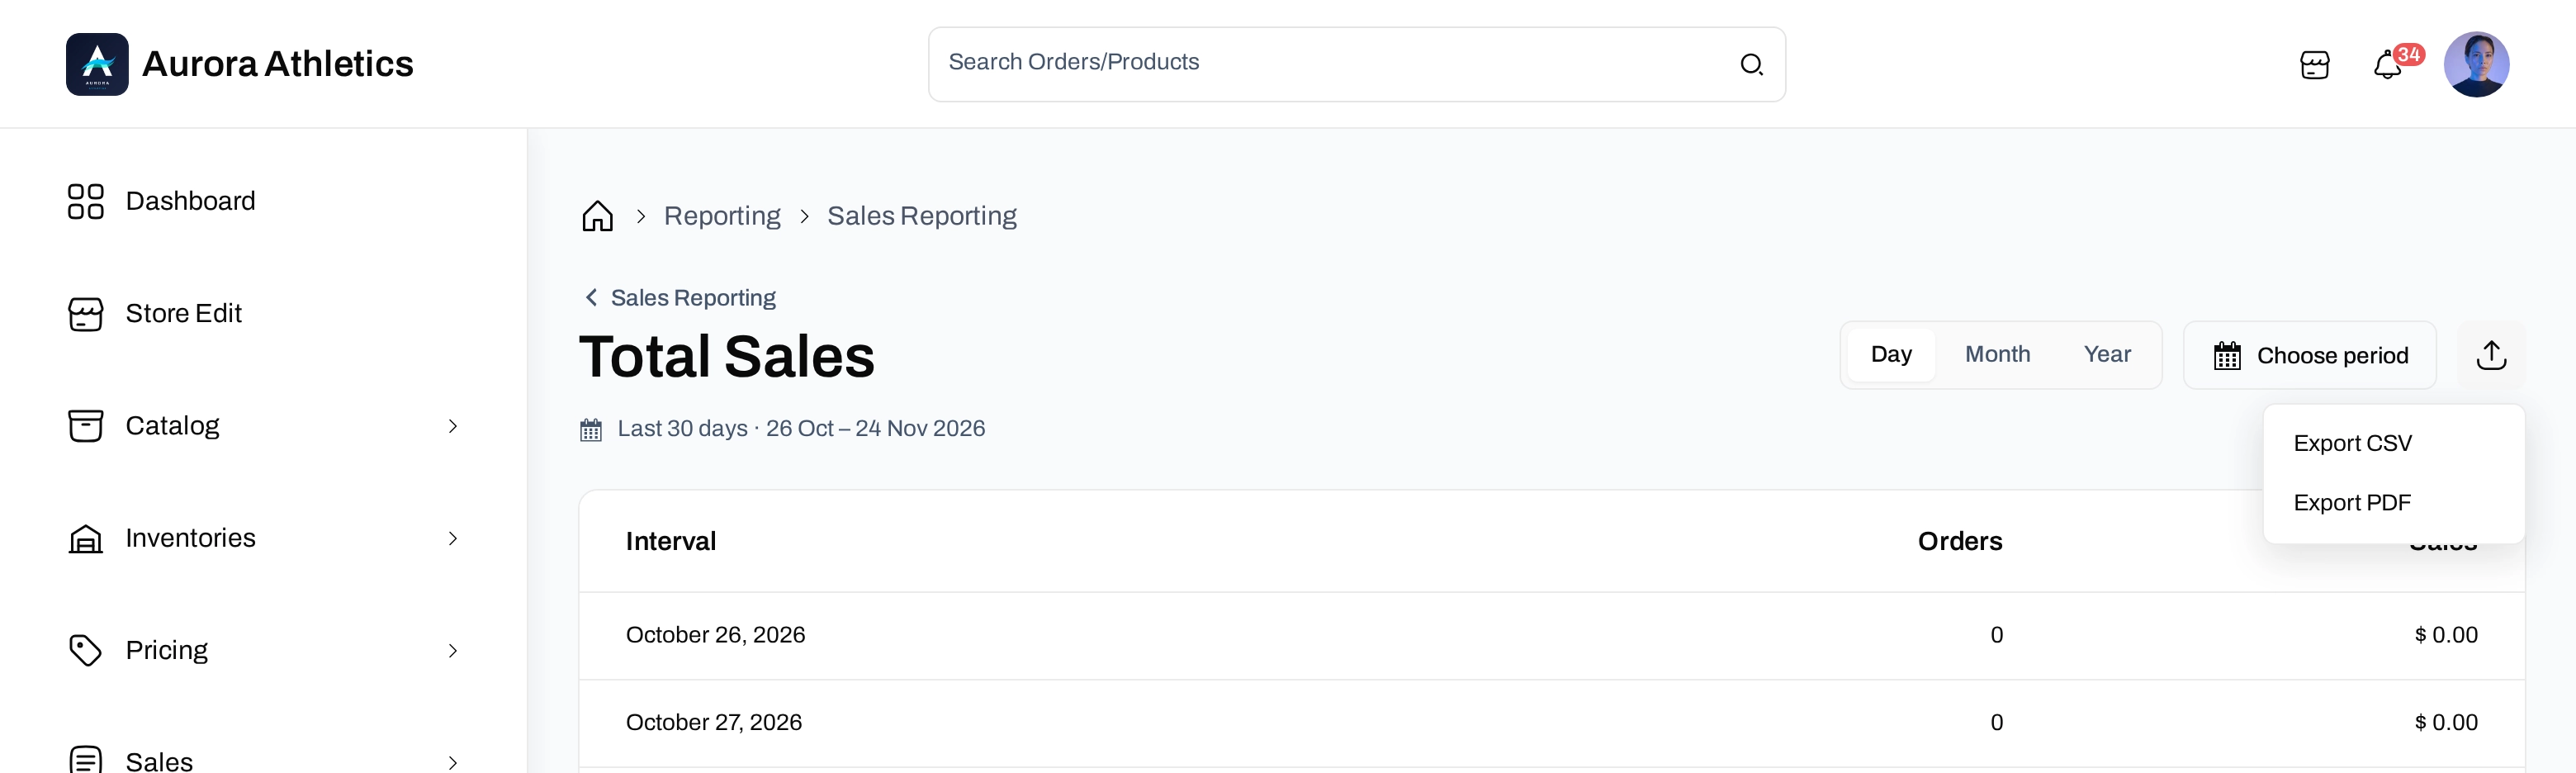 AURORA
Aurora Athletics
Search Orders/Products
34
Dashboard
Store Edit
Catalog
Inventories
Pricing
Sales
Reporting
Sales Reporting
Sales Reporting
Total Sales
Last 30 days · 26 Oct – 24 Nov 2026
Day Month Year
Choose period
Export CSV
Export PDF
Interval Orders Sales
October 26, 2026 0 $ 0.00
October 27, 2026 0 $ 0.00